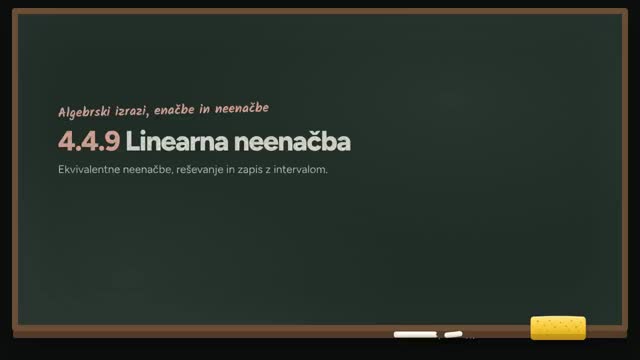 Algebrski izrazi, enačbe in neenačbe
4.4.9 Linearna neenačba
Ekvivalentne neenačbe, reševanje in zapis z intervalom.